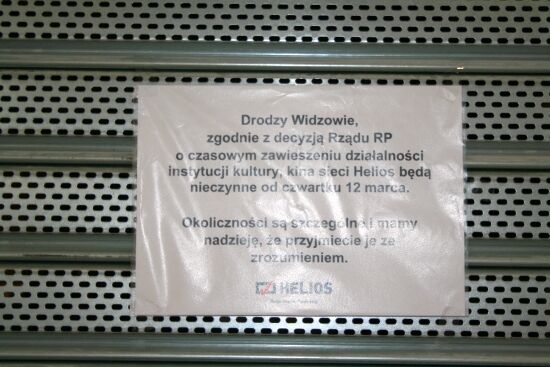 Drodzy Widzowie,
zgodnie z decyzją Rządu RP
o czasowym zawieszeniu działalności
instytucji kultury, kina sieci Helios będą
nieczynne od czwartku 12 marca.
Okoliczności są szczególne i mamy
nadzieję, że przyjmiecie je ze
zrozumieniem.
HELIOS